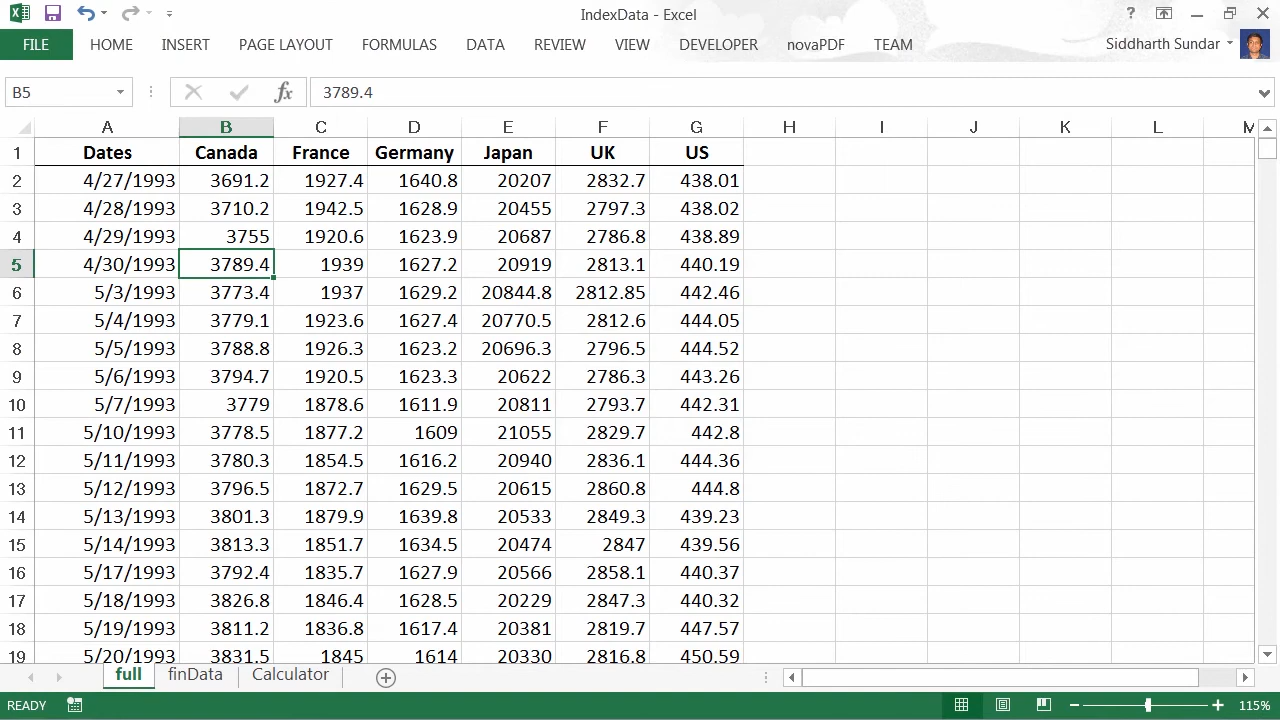 IndexData - Excel
?
FILE HOME INSERT PAGE LAYOUT FORMULAS DATA REVIEW VIEW DEVELOPER novaPDF TEAM Siddharth Sundar
B5 fx 3789.4
A B C D E F G H I J K L M
1 Dates Canada France Germany Japan UK US
2 4/27/1993 3691.2 1927.4 1640.8 20207 2832.7 438.01
3 4/28/1993 3710.2 1942.5 1628.9 20455 2797.3 438.02
4 4/29/1993 3755 1920.6 1623.9 20687 2786.8 438.89
5 4/30/1993 3789.4 1939 1627.2 20919 2813.1 440.19
6 5/3/1993 3773.4 1937 1629.2 20844.8 2812.85 442.46
7 5/4/1993 3779.1 1923.6 1627.4 20770.5 2812.6 444.05
8 5/5/1993 3788.8 1926.3 1623.2 20696.3 2796.5 444.52
9 5/6/1993 3794.7 1920.5 1623.3 20622 2786.3 443.26
10 5/7/1993 3779 1878.6 1611.9 20811 2793.7 442.31
11 5/10/1993 3778.5 1877.2 1609 21055 2829.7 442.8
12 5/11/1993 3780.3 1854.5 1616.2 20940 2836.1 444.36
13 5/12/1993 3796.5 1872.7 1629.5 20615 2860.8 444.8
14 5/13/1993 3801.3 1879.9 1639.8 20533 2849.3 439.23
15 5/14/1993 3813.3 1851.7 1634.5 20474 2847 439.56
16 5/17/1993 3792.4 1835.7 1627.9 20566 2858.1 440.37
17 5/18/1993 3826.8 1846.4 1628.5 20229 2847.3 440.32
18 5/19/1993 3811.2 1836.8 1617.4 20381 2819.7 447.57
19 5/20/1993 3831.5 1845 1614 20330 2816.8 450.59
full finData Calculator
READY 115%